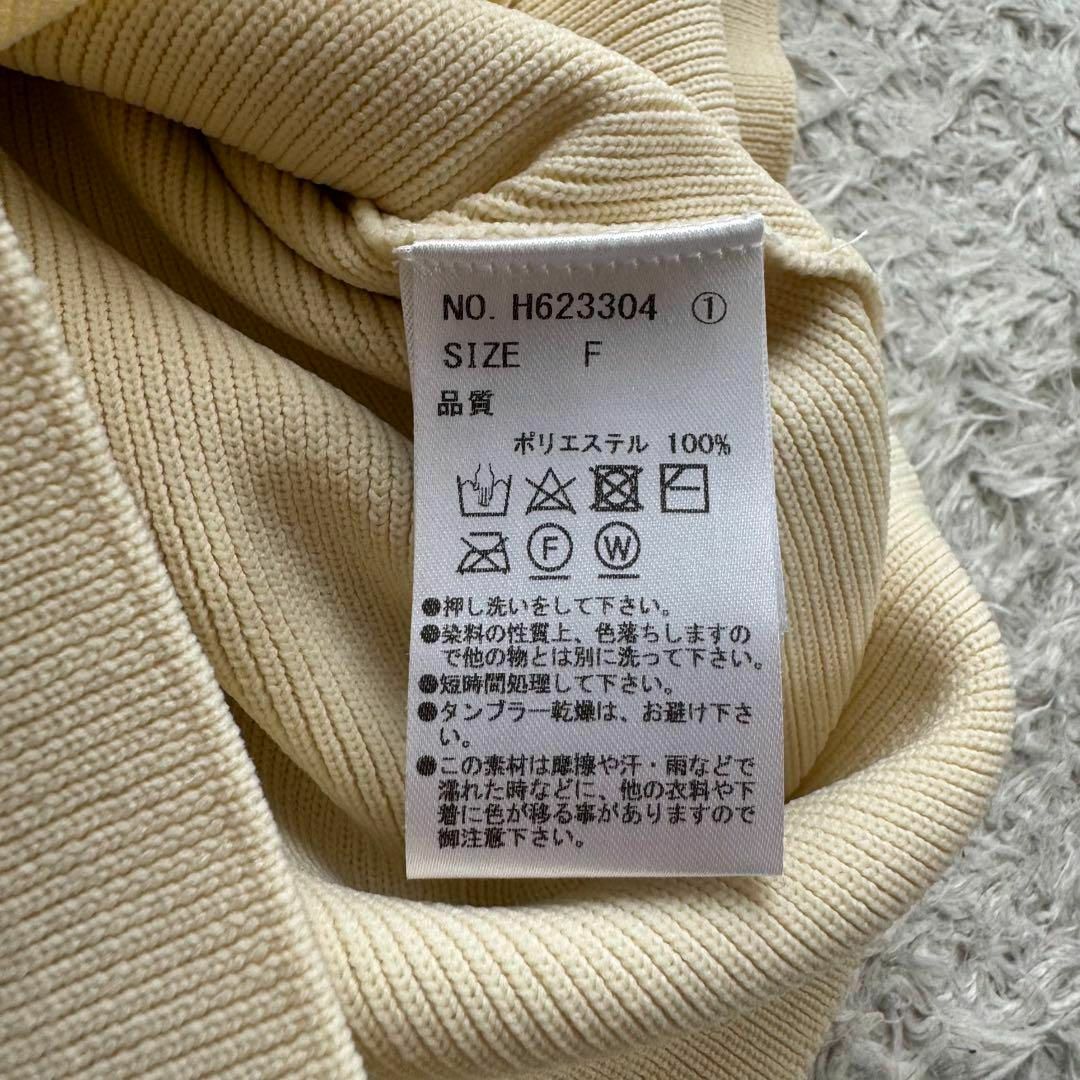 NO. H623304 ①
SIZE F
品質
ポリエステル 100%
F W
●押し洗いをして下さい。
●染料の性質上、色落ちしますの
で他の物とは別に洗って下さい。
●短時間処理して下さい。
●タンブラー乾燥は、お避け下さ
い。
●この素材は摩擦や汗・雨などで
濡れた時などに、他の衣料や下
着に色が移る事がありますので
御注意下さい。